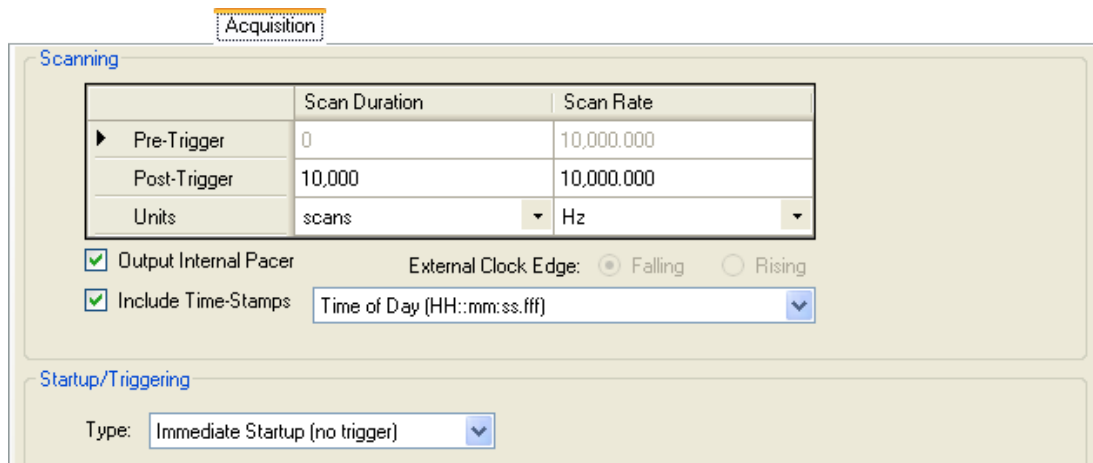 Acquisition
Scanning
Scan Duration Scan Rate
Pre-Trigger 0 10,000.000
Post-Trigger 10,000 10,000.000
Units scans Hz
Output Internal Pacer External Clock Edge: Falling Rising
Include Time-Stamps Time of Day (HH::mm:ss.fff)
Startup/Triggering
Type: Immediate Startup (no trigger)